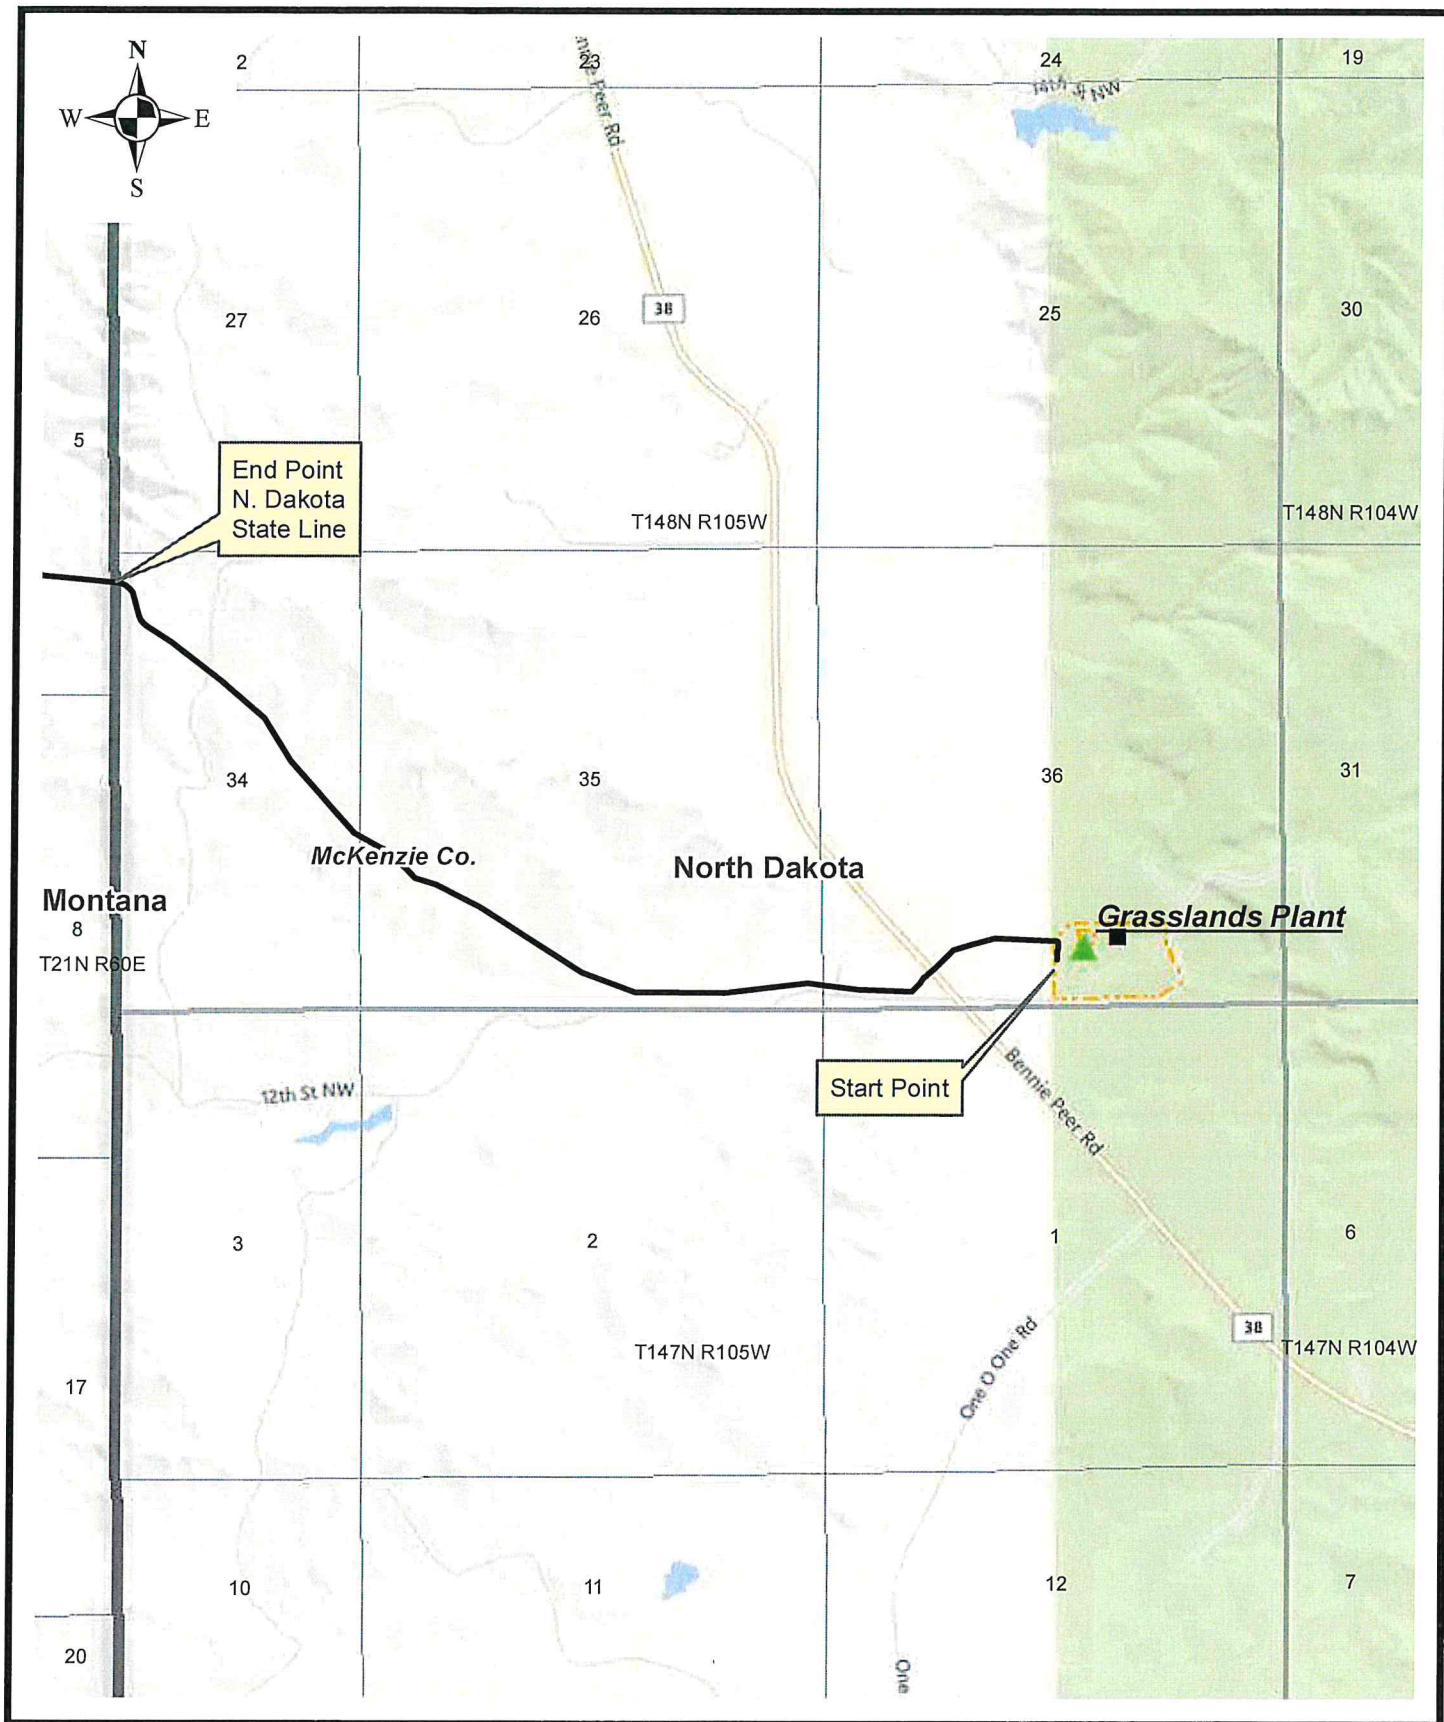 N
W E
S
2
23
24
19
14th St NW
Bennie Peer Rd
38
27
26
25
30
5
End Point
N. Dakota
State Line
T148N R105W
T148N R104W
34
35
36
31
McKenzie Co.
North Dakota
Montana
8
T21N R60E
Grasslands Plant
Start Point
Bennie Peer Rd
12th St NW
3
2
1
6
38
T147N R105W
T147N R104W
One O One Rd
17
10
11
12
7
20
One